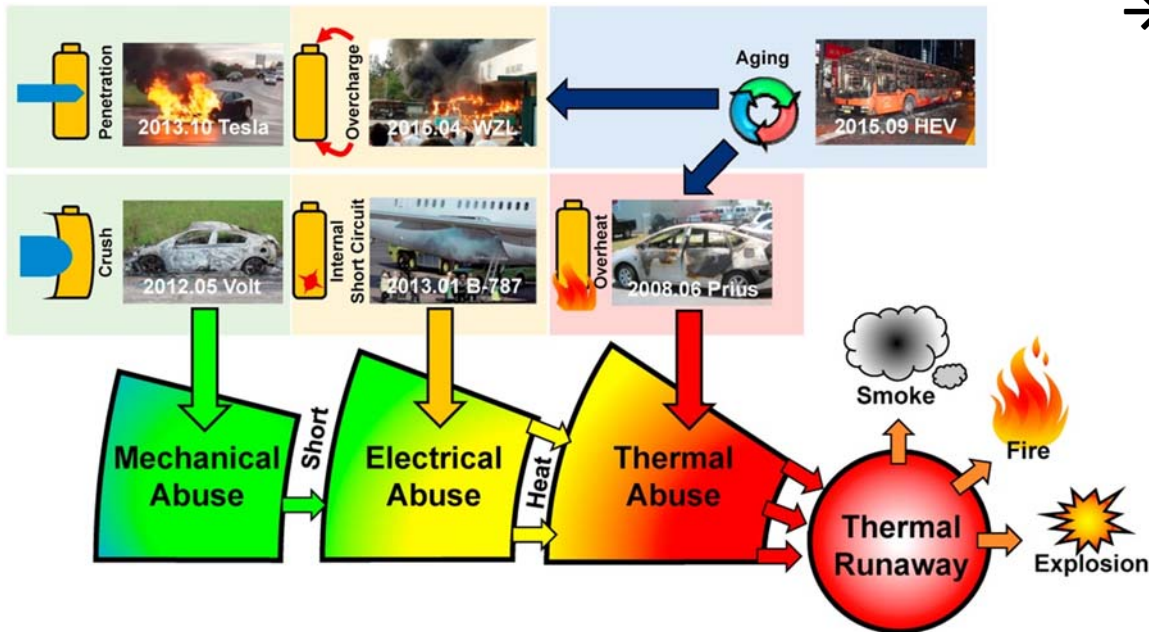 Penetration
2013.10 Tesla
Overcharge
2015.04, WZL
Aging
2015.09 HEV
Crush
2012.05 Volt
Internal
Short Circuit
2013.01 B-787
Overheat
2008.06 Prius
Mechanical
Abuse
Short
Electrical
Abuse
Heat
Thermal
Abuse
Thermal
Runaway
Smoke
Fire
Explosion